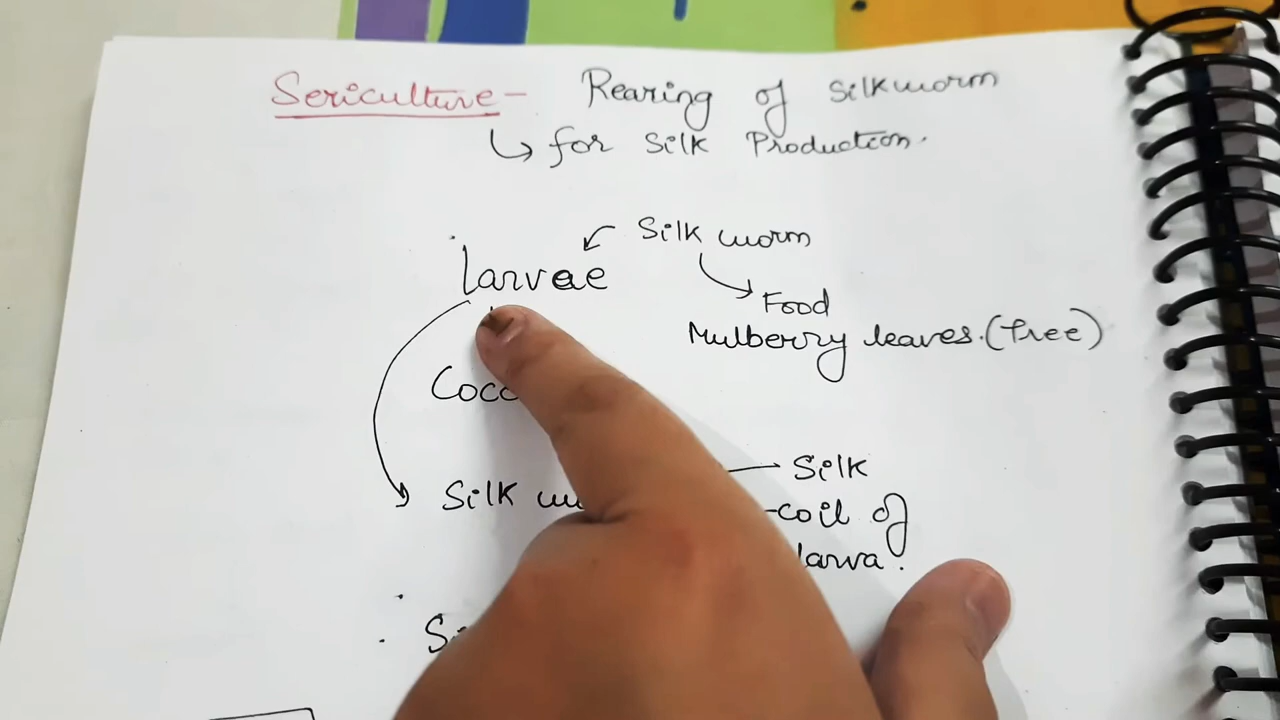 Sericulture - Rearing of Silkworm
↳ for Silk Production.
Silk worm
Larvae
Food
Mulberry leaves. (Tree)
Silk
Silk
coil of
larva.